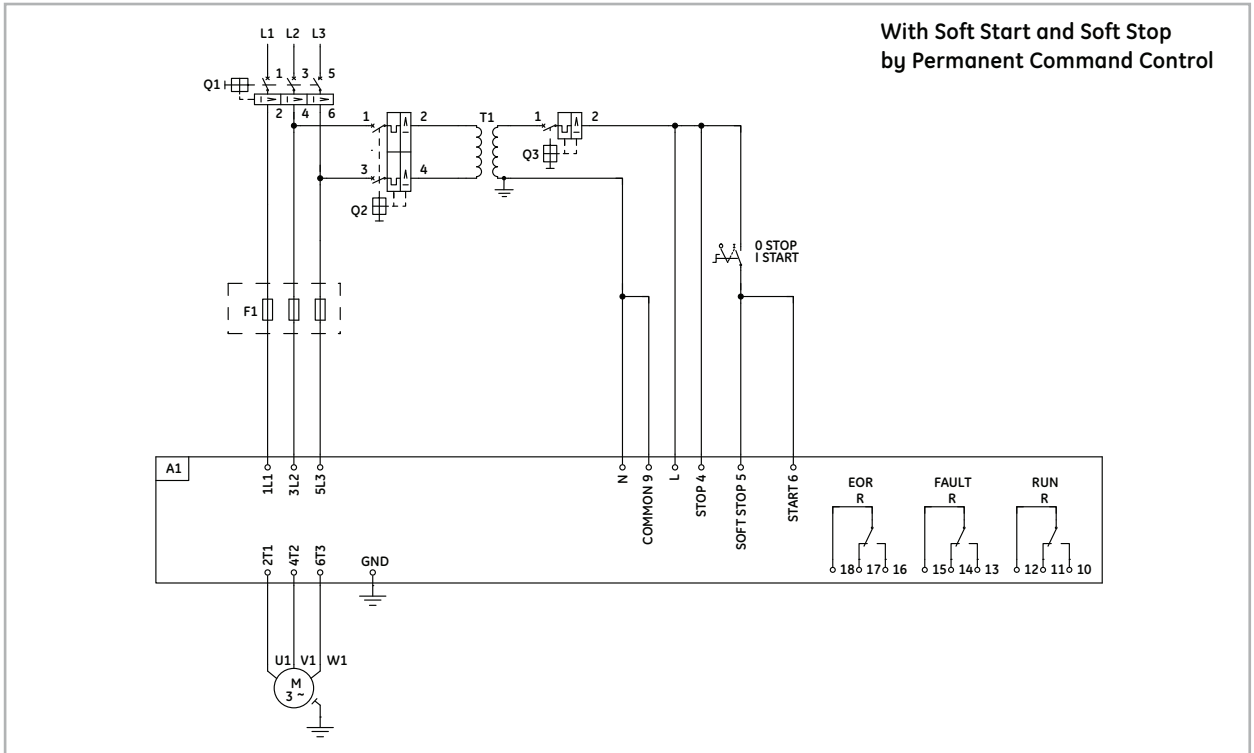 With Soft Start and Soft Stop
by Permanent Command Control
L1 L2 L3
Q1 1 3 5
2 4 6
1 2 T1 1 2
Q3
3 4
Q2
0 STOP
I START
F1
A1
1L1 3L2 5L3
N COMMON 9 L STOP 4 SOFT STOP 5 START 6
EOR FAULT RUN
R R R
18 17 16 15 14 13 12 11 10
2T1 4T2 6T3 GND
U1 V1 W1
M
3 ~